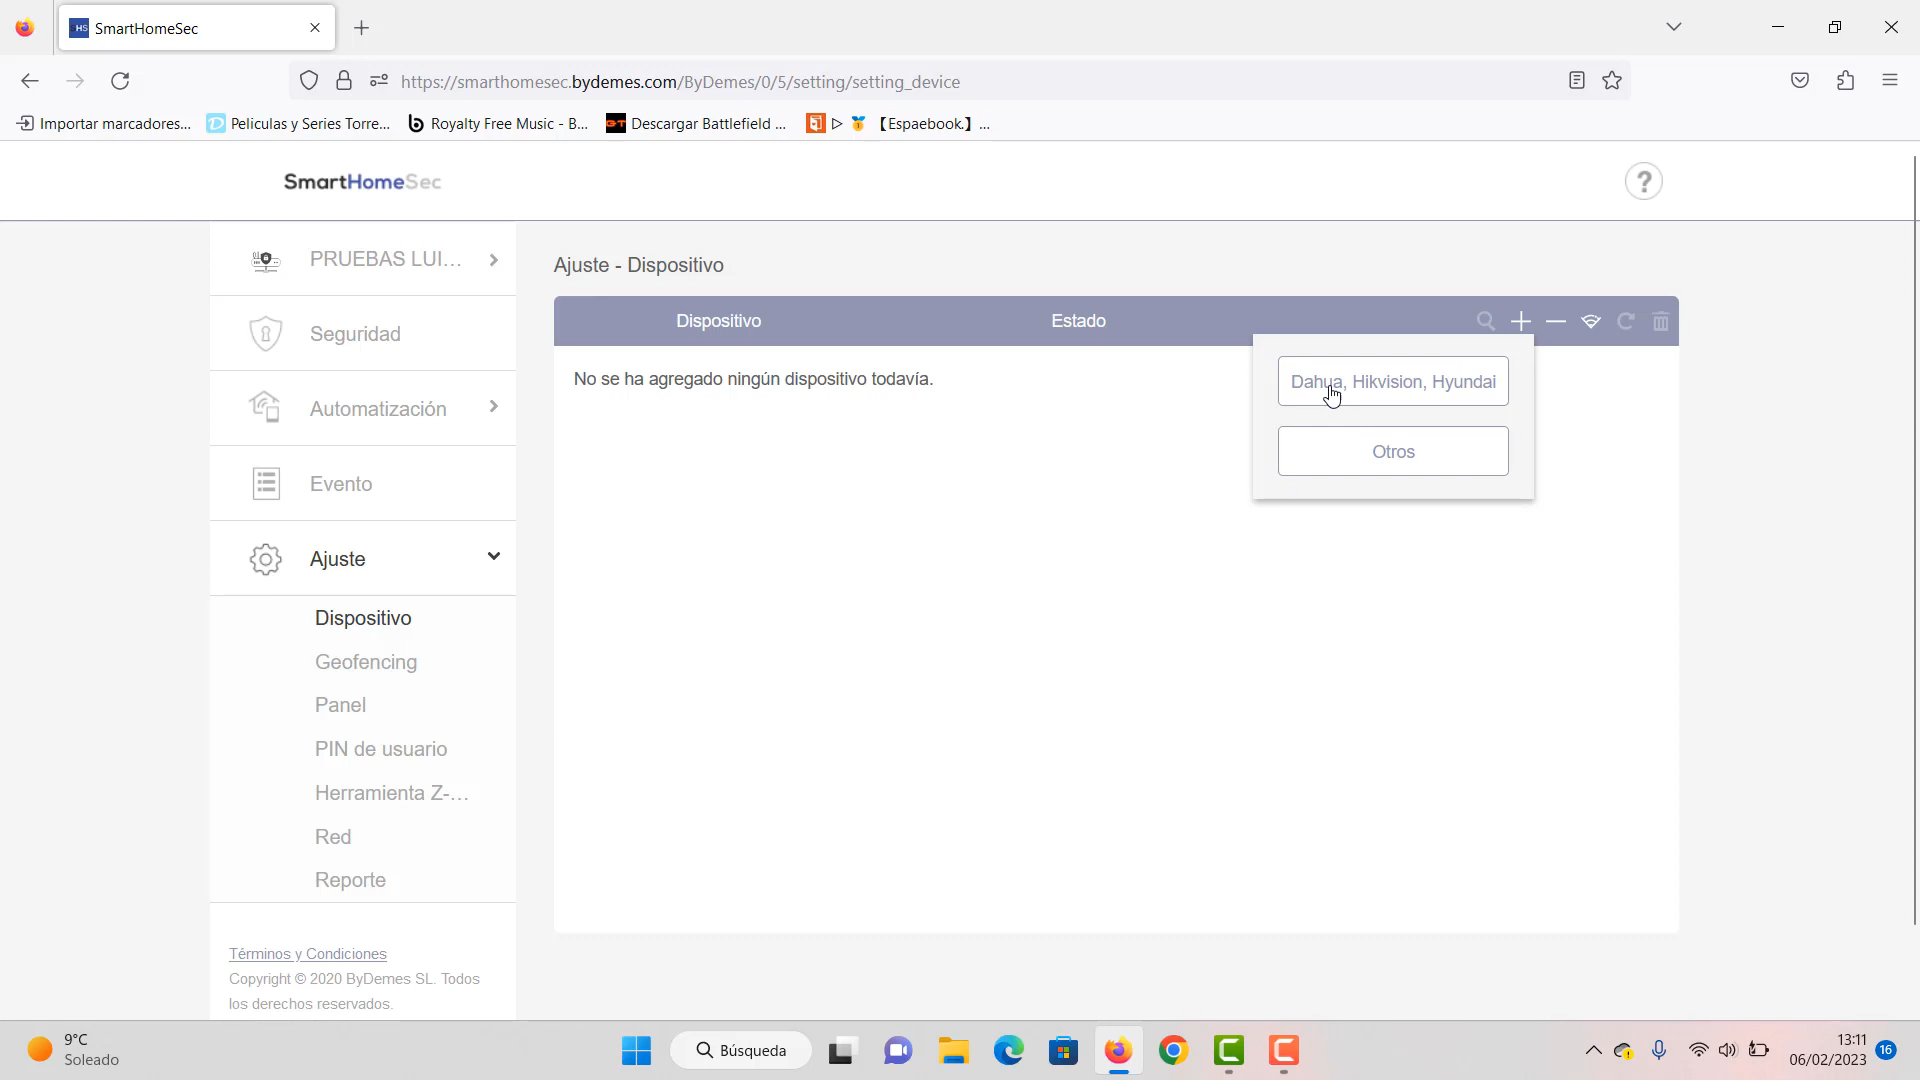 HS SmartHomeSec
https://smarthomesec.bydemes.com/ByDemes/0/5/setting/setting_device
Importar marcadores...
Peliculas y Series Torre...
Royalty Free Music - B...
GT Descargar Battlefield ...
【Espaebook.】 ...
SmartHomeSec
?
PRUEBAS LUI...
Seguridad
Automatización
Evento
Ajuste
Dispositivo
Geofencing
Panel
PIN de usuario
Herramienta Z-...
Red
Reporte
Términos y Condiciones
Copyright © 2020 ByDemes SL. Todos
los derechos reservados.
Ajuste - Dispositivo
Dispositivo Estado
No se ha agregado ningún dispositivo todavía.
Dahua, Hikvision, Hyundai
Otros
9°C
Soleado
Búsqueda
13:11
06/02/2023
16